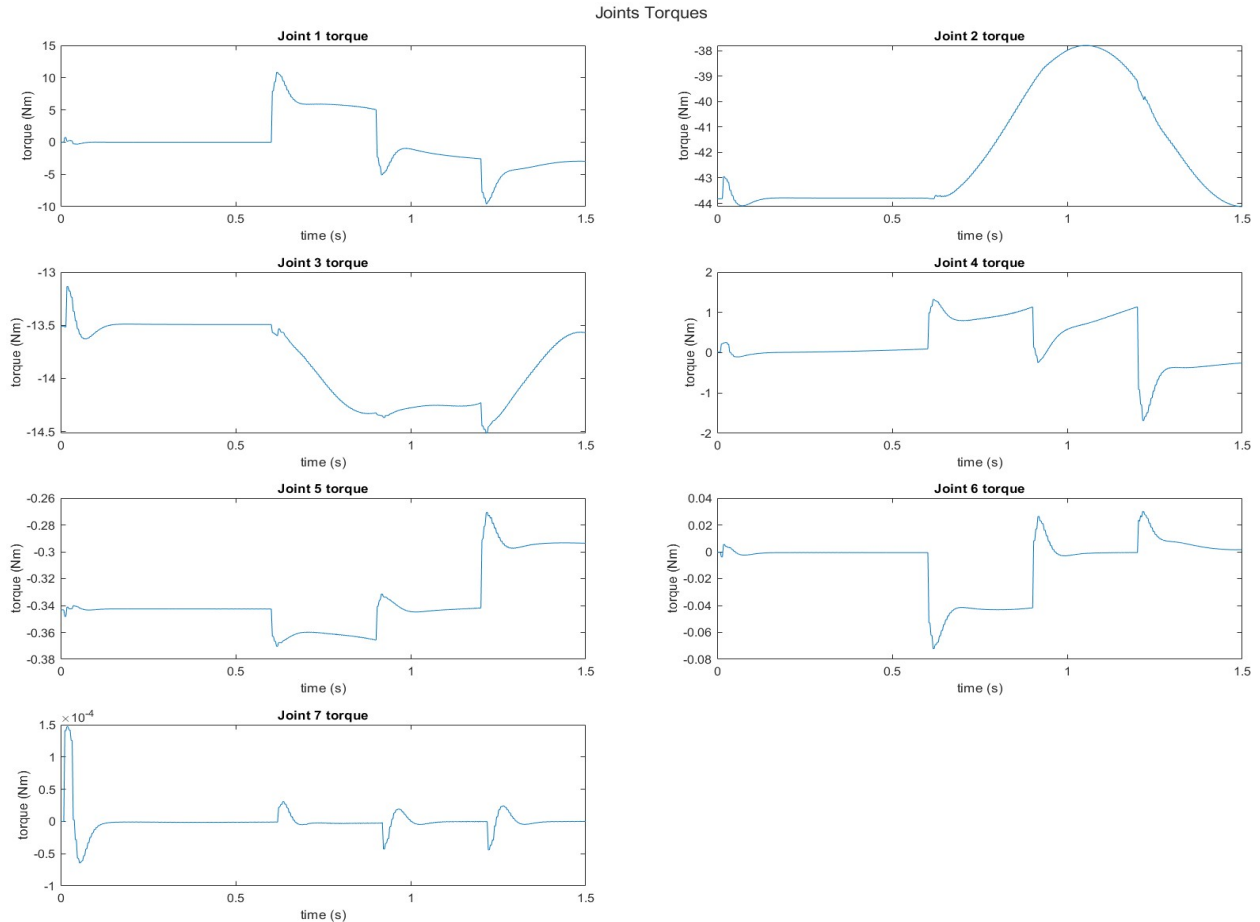 Joints Torques
Joint 1 torque
15
10
5
0
-5
-10
torque (Nm)
0 0.5 1 1.5
time (s)
Joint 2 torque
-38
-39
-40
-41
-42
-43
-44
torque (Nm)
0 0.5 1 1.5
time (s)
Joint 3 torque
-13
-13.5
-14
-14.5
torque (Nm)
0 0.5 1 1.5
time (s)
Joint 4 torque
2
1
0
-1
-2
torque (Nm)
0 0.5 1 1.5
time (s)
Joint 5 torque
-0.26
-0.28
-0.3
-0.32
-0.34
-0.36
-0.38
torque (Nm)
0 0.5 1 1.5
time (s)
Joint 6 torque
0.04
0.02
0
-0.02
-0.04
-0.06
-0.08
torque (Nm)
0 0.5 1 1.5
time (s)
Joint 7 torque
×10⁻⁴
1.5
1
0.5
0
-0.5
-1
torque (Nm)
0 0.5 1 1.5
time (s)